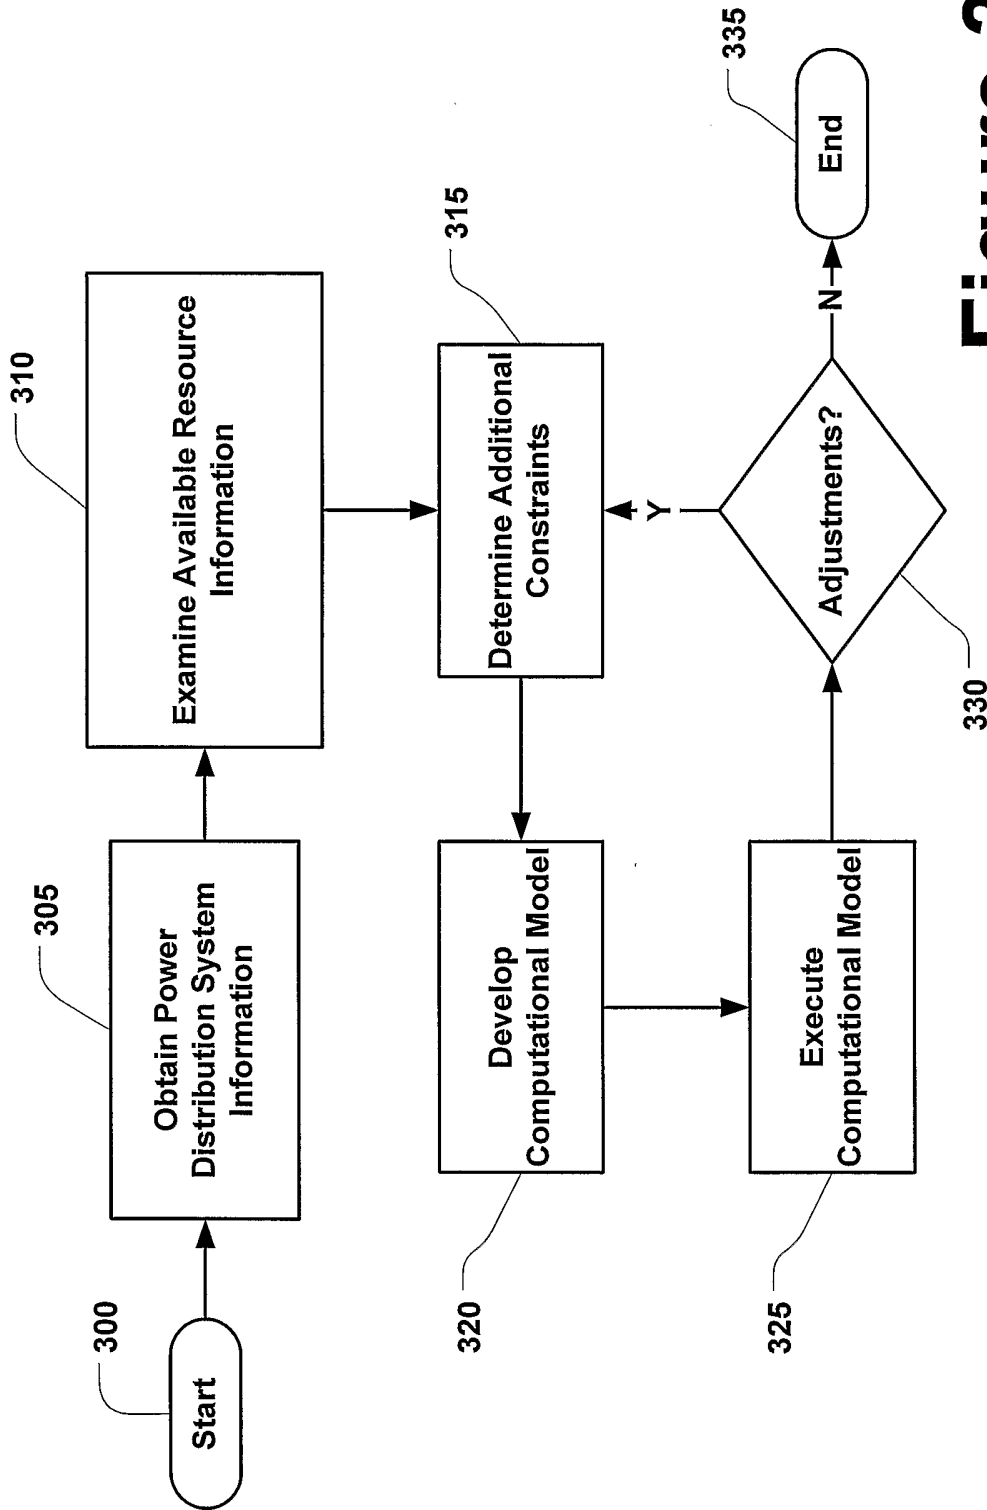 300
Start
305
Obtain Power
Distribution System
Information
310
Examine Available Resource
Information
315
Determine Additional
Constraints
320
Develop
Computational Model
325
Execute
Computational Model
330
Adjustments?
Y
N
335
End
Figure